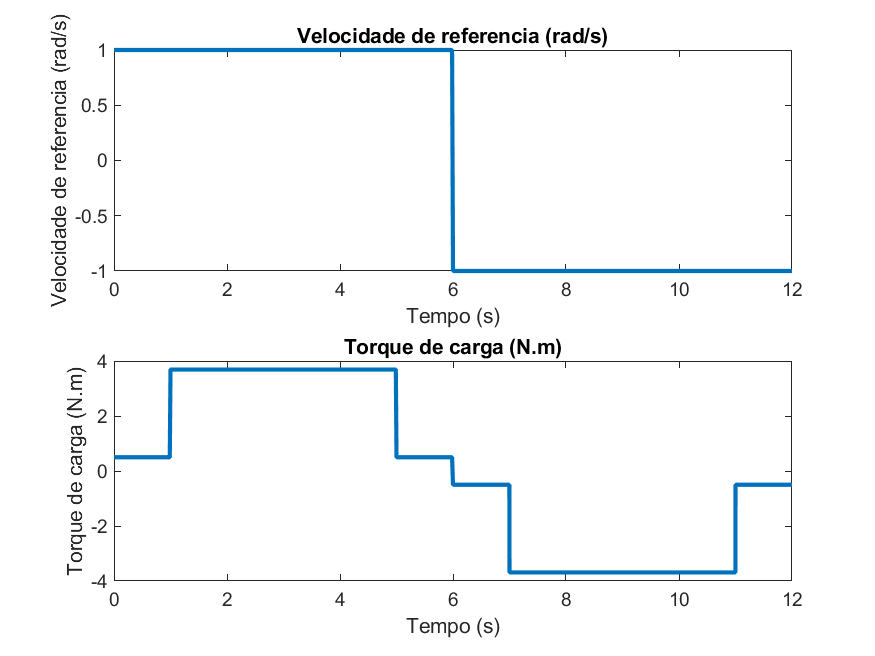 Velocidade de referencia (rad/s)
Velocidade de referencia (rad/s)
1
0.5
0
-0.5
-1
0 2 4 6 8 10 12
Tempo (s)
Torque de carga (N.m)
Torque de carga (N.m)
4
2
0
-2
-4
0 2 4 6 8 10 12
Tempo (s)